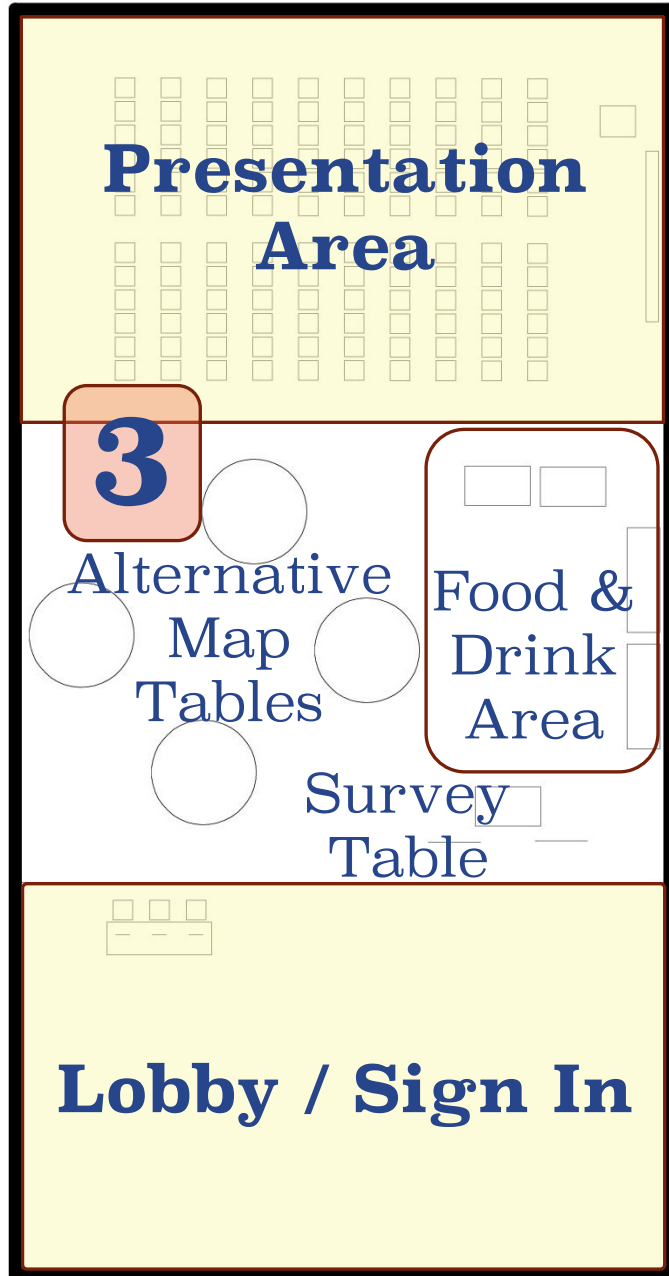 Presentation
Area
3
Alternative
Map
Tables
Food &
Drink
Area
Survey
Table
Lobby / Sign In